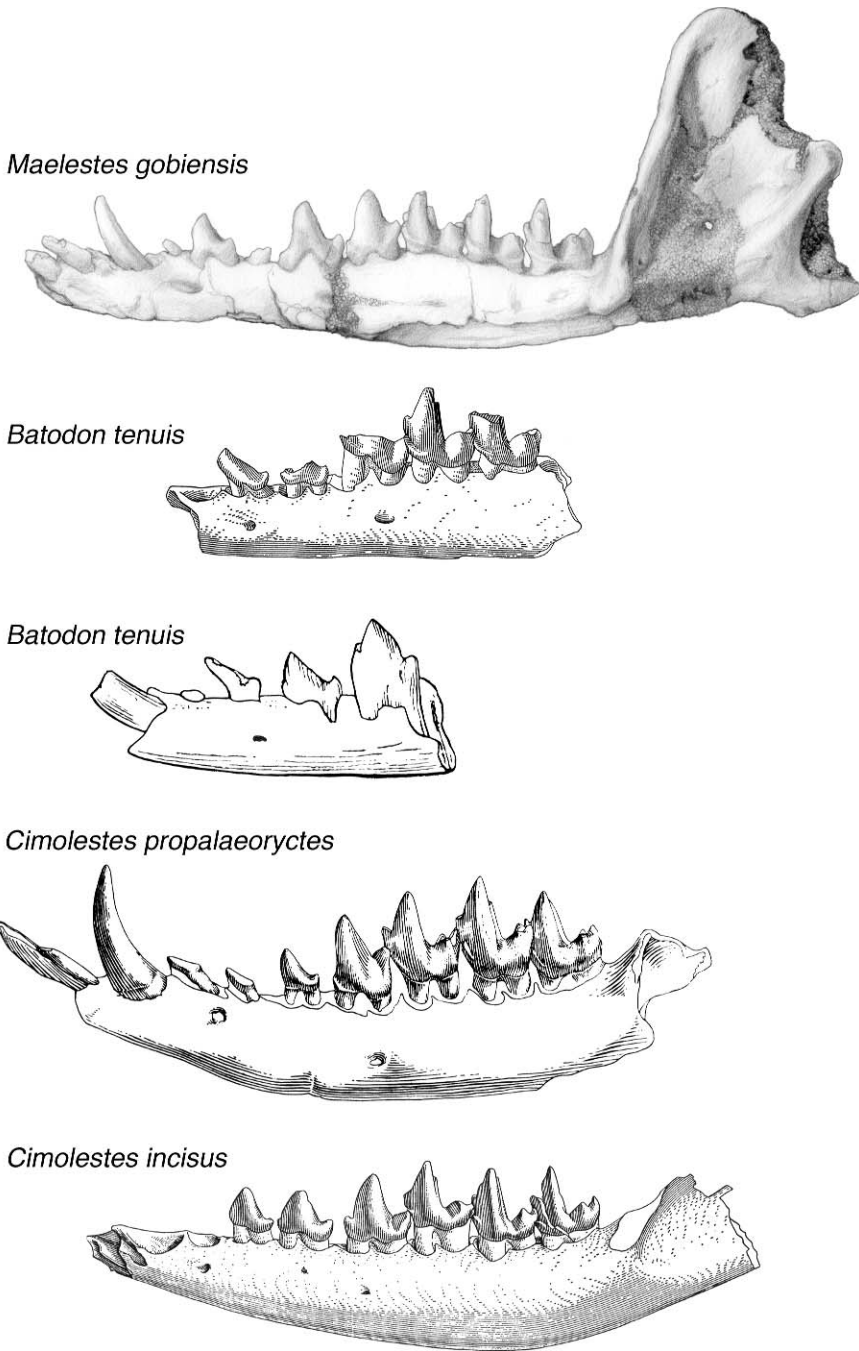 Maelestes gobiensis
Batodon tenuis
Batodon tenuis
Cimolestes propalaeoryctes
Cimolestes incisus